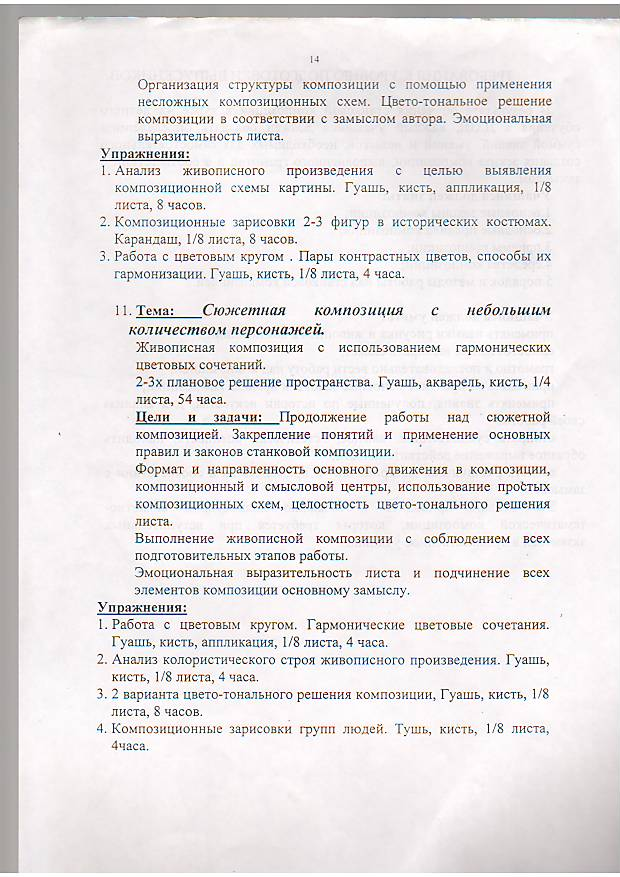 14
Организация структуры композиции с помощью применения
несложных композиционных схем. Цвето-тональное решение
композиции в соответствии с замыслом автора. Эмоциональная
выразительность листа.
Упражнения:
1. Анализ живописного произведения с целью выявления
композиционной схемы картины. Гуашь, кисть, аппликация, 1/8
листа, 8 часов.
2. Композиционные зарисовки 2-3 фигур в исторических костюмах.
Карандаш, 1/8 листа, 8 часов.
3. Работа с цветовым кругом . Пары контрастных цветов, способы их
гармонизации. Гуашь, кисть, 1/8 листа, 4 часа.
11. Тема: Сюжетная композиция с небольшим
количеством персонажей.
Живописная композиция с использованием гармонических
цветовых сочетаний.
2-3х плановое решение пространства. Гуашь, акварель, кисть, 1/4
листа, 54 часа.
Цели и задачи: Продолжение работы над сюжетной
композицией. Закрепление понятий и применение основных
правил и законов станковой композиции.
Формат и направленность основного движения в композиции,
композиционный и смысловой центры, использование простых
композиционных схем, целостность цвето-тонального решения
листа.
Выполнение живописной композиции с соблюдением всех
подготовительных этапов работы.
Эмоциональная выразительность листа и подчинение всех
элементов композиции основному замыслу.
Упражнения:
1. Работа с цветовым кругом. Гармонические цветовые сочетания.
Гуашь, кисть, аппликация, 1/8 листа, 4 часа.
2. Анализ колористического строя живописного произведения. Гуашь,
кисть, 1/8 листа, 4 часа.
3. 2 варианта цвето-тонального решения композиции, Гуашь, кисть, 1/8
листа, 8 часов.
4. Композиционные зарисовки групп людей. Тушь, кисть, 1/8 листа,
4часа.